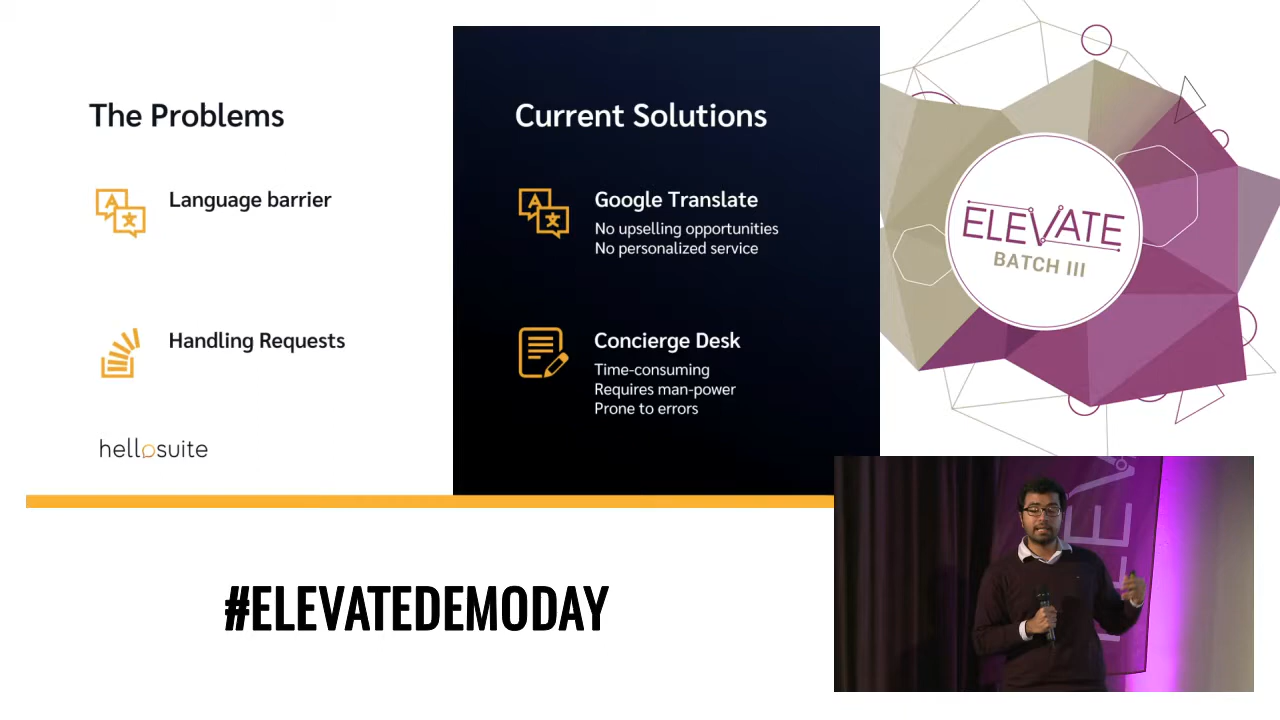 The Problems
Language barrier
Handling Requests
hellosuite
Current Solutions
Google Translate
No upselling opportunities
No personalized service
Concierge Desk
Time-consuming
Requires man-power
Prone to errors
ELEVATE
BATCH III
#ELEVATEDEMODAY